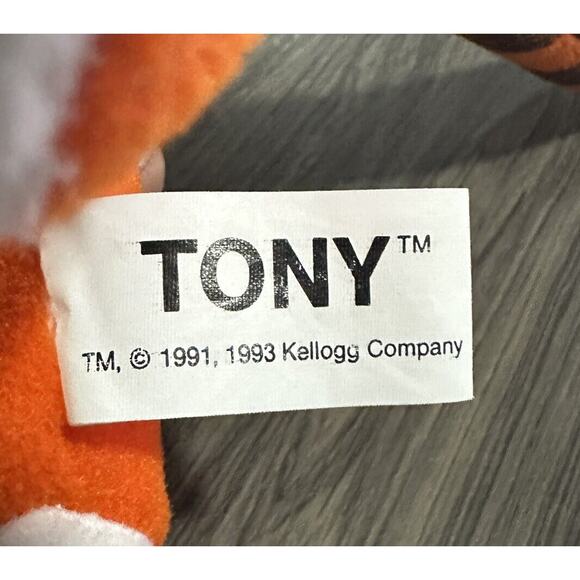 TONY™
TM, © 1991, 1993 Kellogg Company